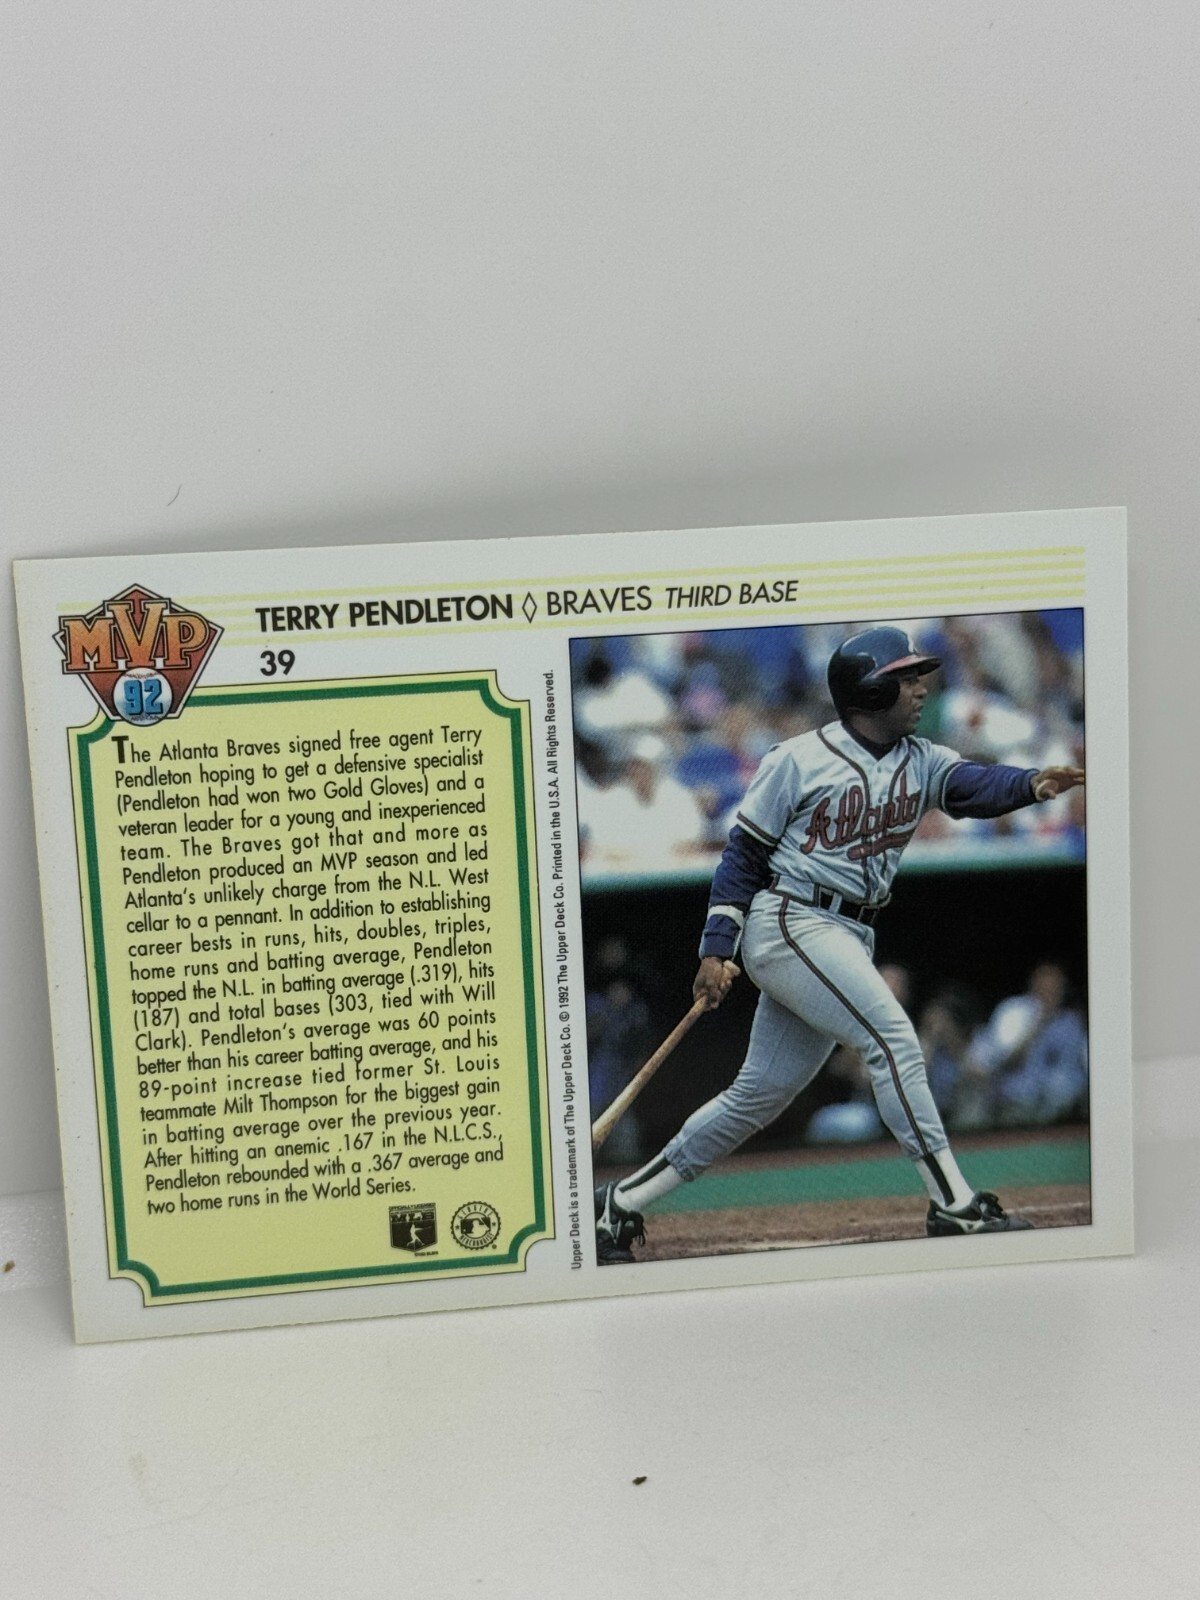 MVP
92
TERRY PENDLETON ◊ BRAVES THIRD BASE
39
The Atlanta Braves signed free agent Terry
Pendleton hoping to get a defensive specialist
(Pendleton had won two Gold Gloves) and a
veteran leader for a young and inexperienced
team. The Braves got that and more as
Pendleton produced an MVP season and led
Atlanta's unlikely charge from the N.L. West
cellar to a pennant. In addition to establishing
career bests in runs, hits, doubles, triples,
home runs and batting average, Pendleton
topped the N.L. in batting average (.319), hits
(187) and total bases (303, tied with Will
Clark). Pendleton's average was 60 points
better than his career batting average, and his
89-point increase tied former St. Louis
teammate Milt Thompson for the biggest gain
in batting average over the previous year.
After hitting an anemic .167 in the N.L.C.S.,
Pendleton rebounded with a .367 average and
two home runs in the World Series.
MLB
Upper Deck is a trademark of The Upper Deck Co. © 1992 The Upper Deck Co. Printed in the U.S.A. All Rights Reserved.
Atlanta